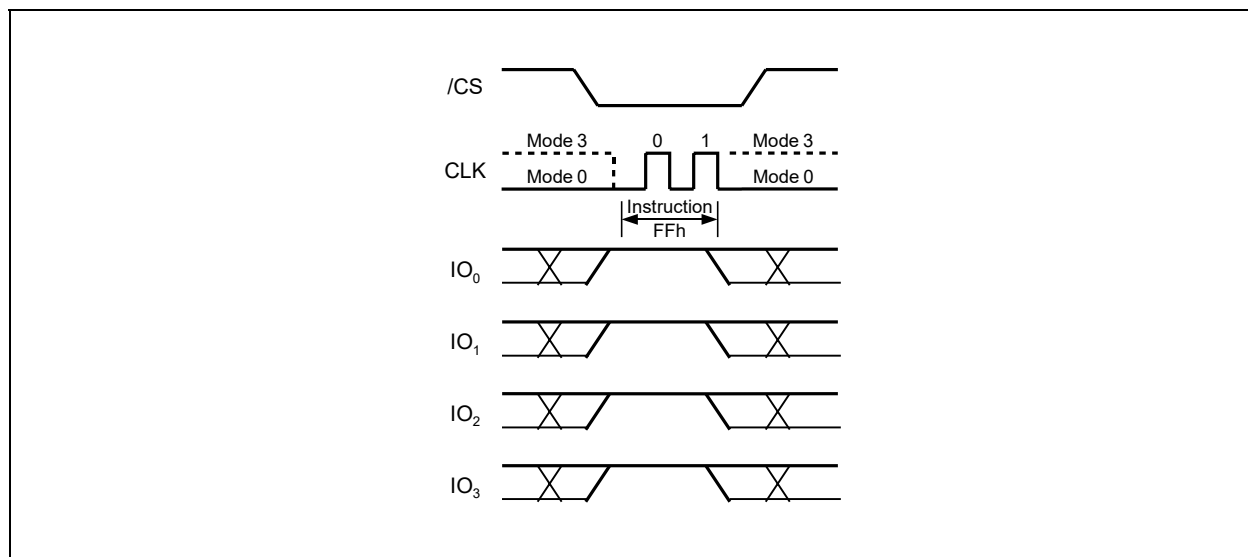 /CS
Mode 3 0 1 Mode 3
CLK
Mode 0 Mode 0
Instruction
FFh
IO0
IO1
IO2
IO3